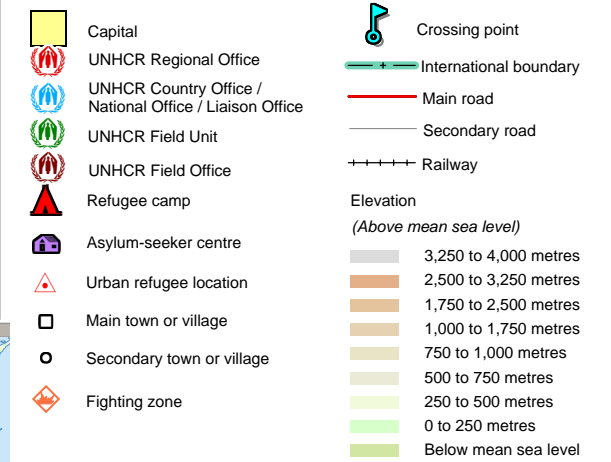 Capital
UNHCR Regional Office
UNHCR Country Office /
National Office / Liaison Office
UNHCR Field Unit
UNHCR Field Office
Refugee camp
Asylum-seeker centre
Urban refugee location
Main town or village
Secondary town or village
Fighting zone
Crossing point
International boundary
Main road
Secondary road
Railway
Elevation
(Above mean sea level)
3,250 to 4,000 metres
2,500 to 3,250 metres
1,750 to 2,500 metres
1,000 to 1,750 metres
750 to 1,000 metres
500 to 750 metres
250 to 500 metres
0 to 250 metres
Below mean sea level